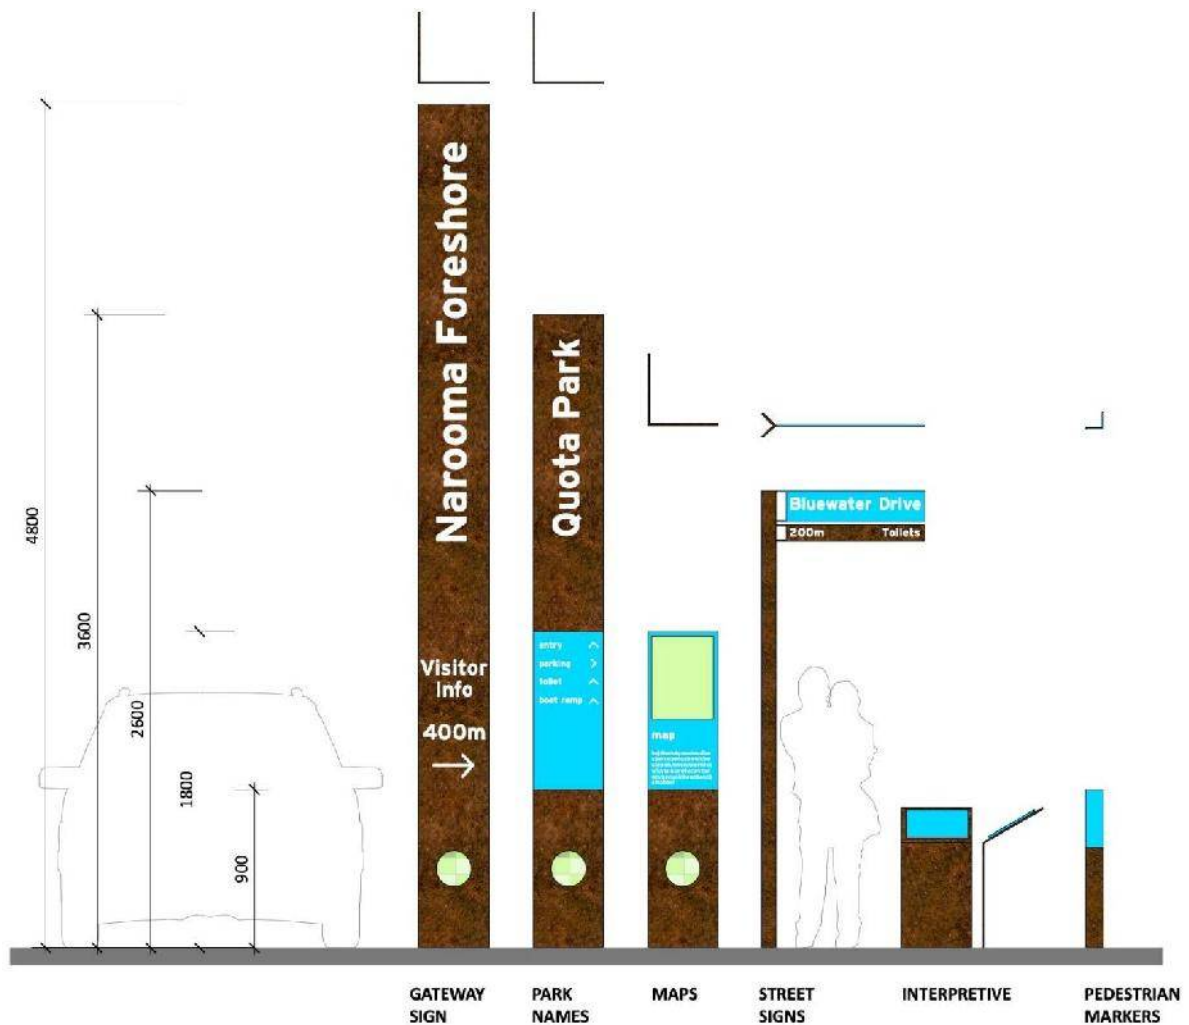 4800
3600
2600
1800
900
Narooma Foreshore
Visitor
Info
400m
Quota Park
entry
parking
toilet
boat ramp
map
Bluewater Drive
200m Toilets
GATEWAY
SIGN
PARK
NAMES
MAPS
STREET
SIGNS
INTERPRETIVE
PEDESTRIAN
MARKERS